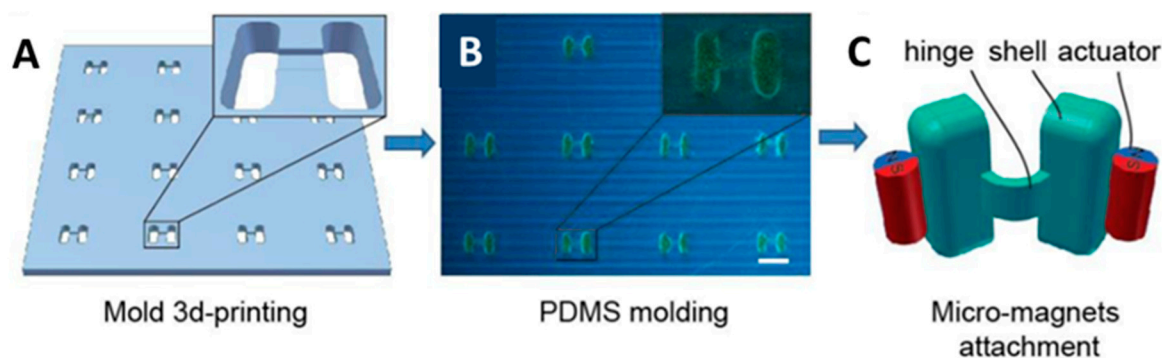 A
B
C
hinge shell actuator
N
S
N
S
Mold 3d-printing
PDMS molding
Micro-magnets
attachment